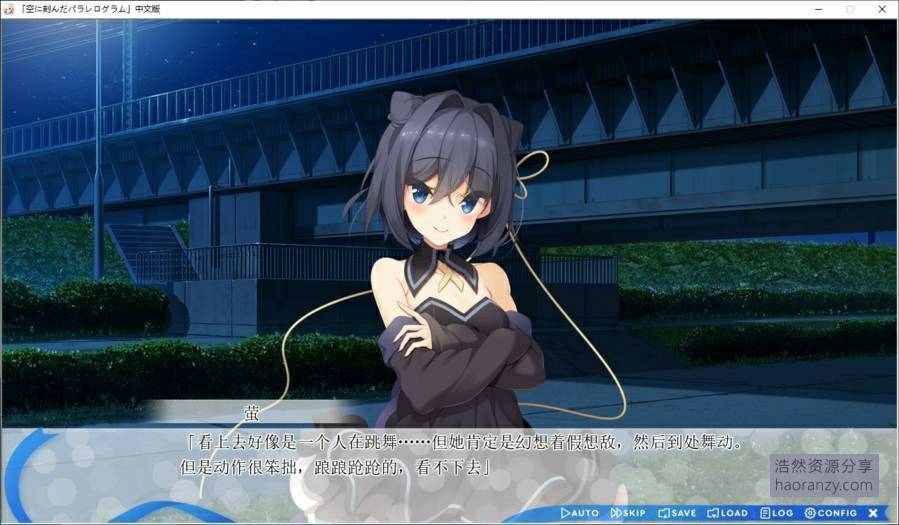 「空に刻んだパラレログラム」中文版
萤
「看上去好像是一个人在跳舞……但她肯定是幻想着假想敌，然后到处舞动。
但是动作很笨拙，踉踉跄跄的，看不下去」
浩然资源分享
haoranzy.com
AUTO SKIP SAVE LOAD LOG CONFIG